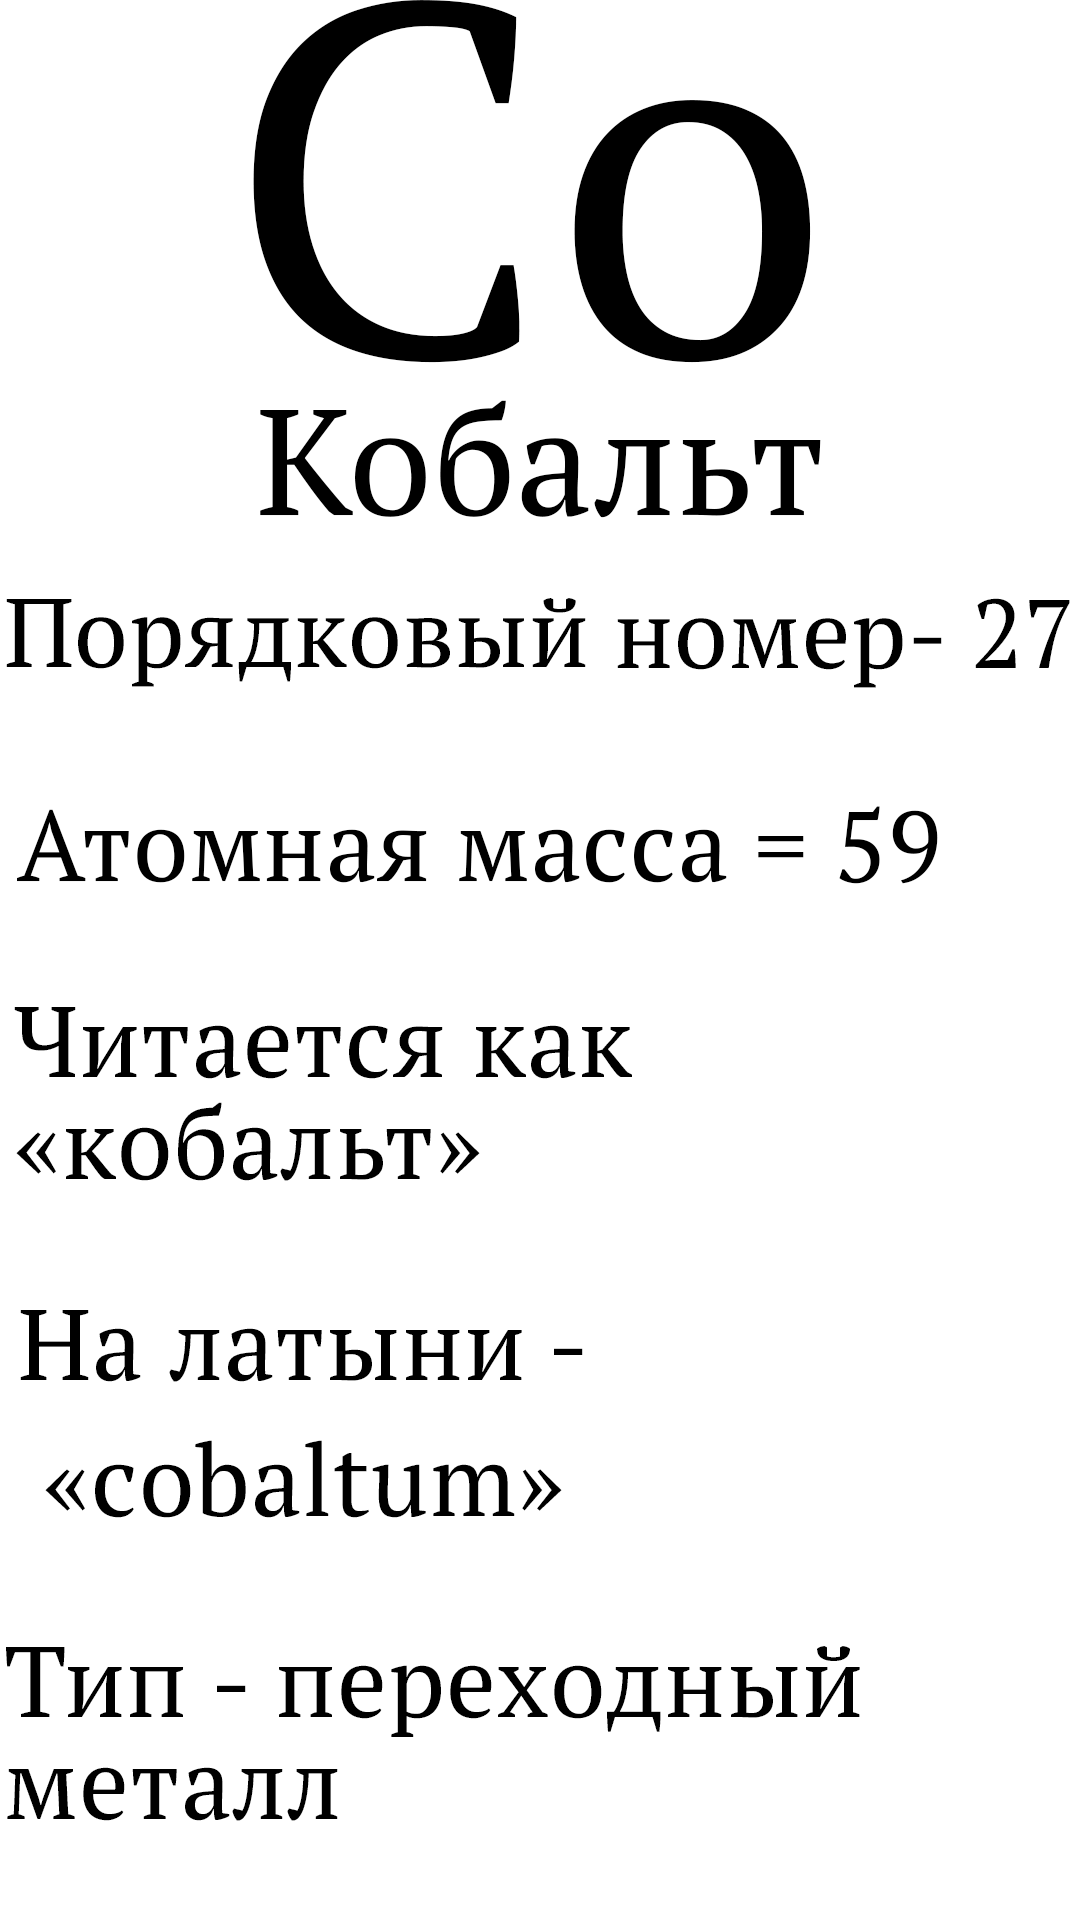 Co
Кобальт
Порядковый номер- 27
Атомная масса = 59
Читается как
«кобальт»
На латыни -
«cobaltum»
Тип - переходный
металл